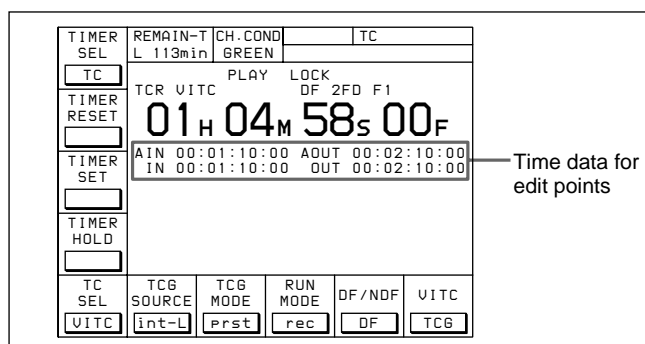 TIMER SEL
TC
TIMER RESET
TIMER SET
TIMER HOLD
REMAIN-T CH.COND TC
L 113min GREEN
PLAY LOCK
TCR VITC DF 2FD F1
01H 04M 58S 00F
AIN 00:01:10:00 AOUT 00:02:10:00
IN 00:01:10:00 OUT 00:02:10:00
Time data for
edit points
TC SEL
VITC
TCG SOURCE
int-L
TCG MODE
prst
RUN MODE
rec
DF/NDF
DF
VITC
TCG